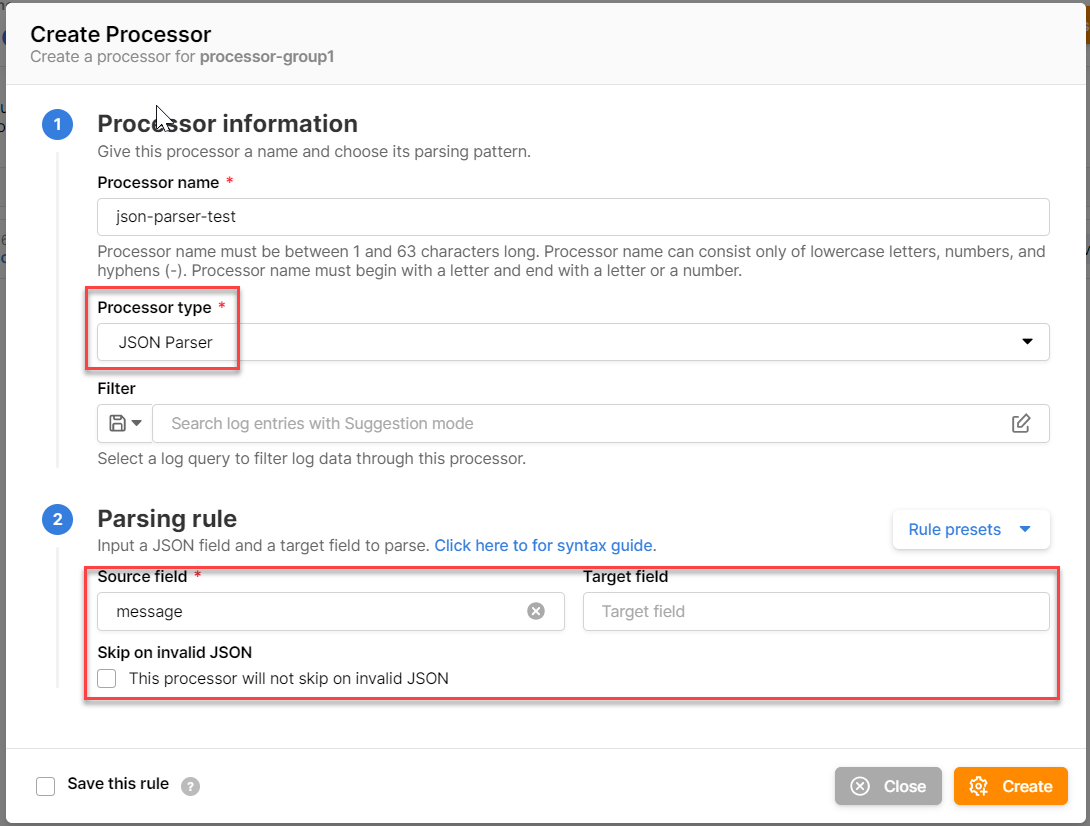 Create Processor
Create a processor for processor-group1
1
Processor information
Give this processor a name and choose its parsing pattern.
Processor name *
json-parser-test
Processor name must be between 1 and 63 characters long. Processor name can consist only of lowercase letters, numbers, and
hyphens (-). Processor name must begin with a letter and end with a letter or a number.
Processor type *
JSON Parser
Filter
Search log entries with Suggestion mode
Select a log query to filter log data through this processor.
2
Parsing rule
Rule presets
Input a JSON field and a target field to parse. Click here to for syntax guide.
Source field * Target field
message Target field
Skip on invalid JSON
This processor will not skip on invalid JSON
Save this rule ?
Close Create